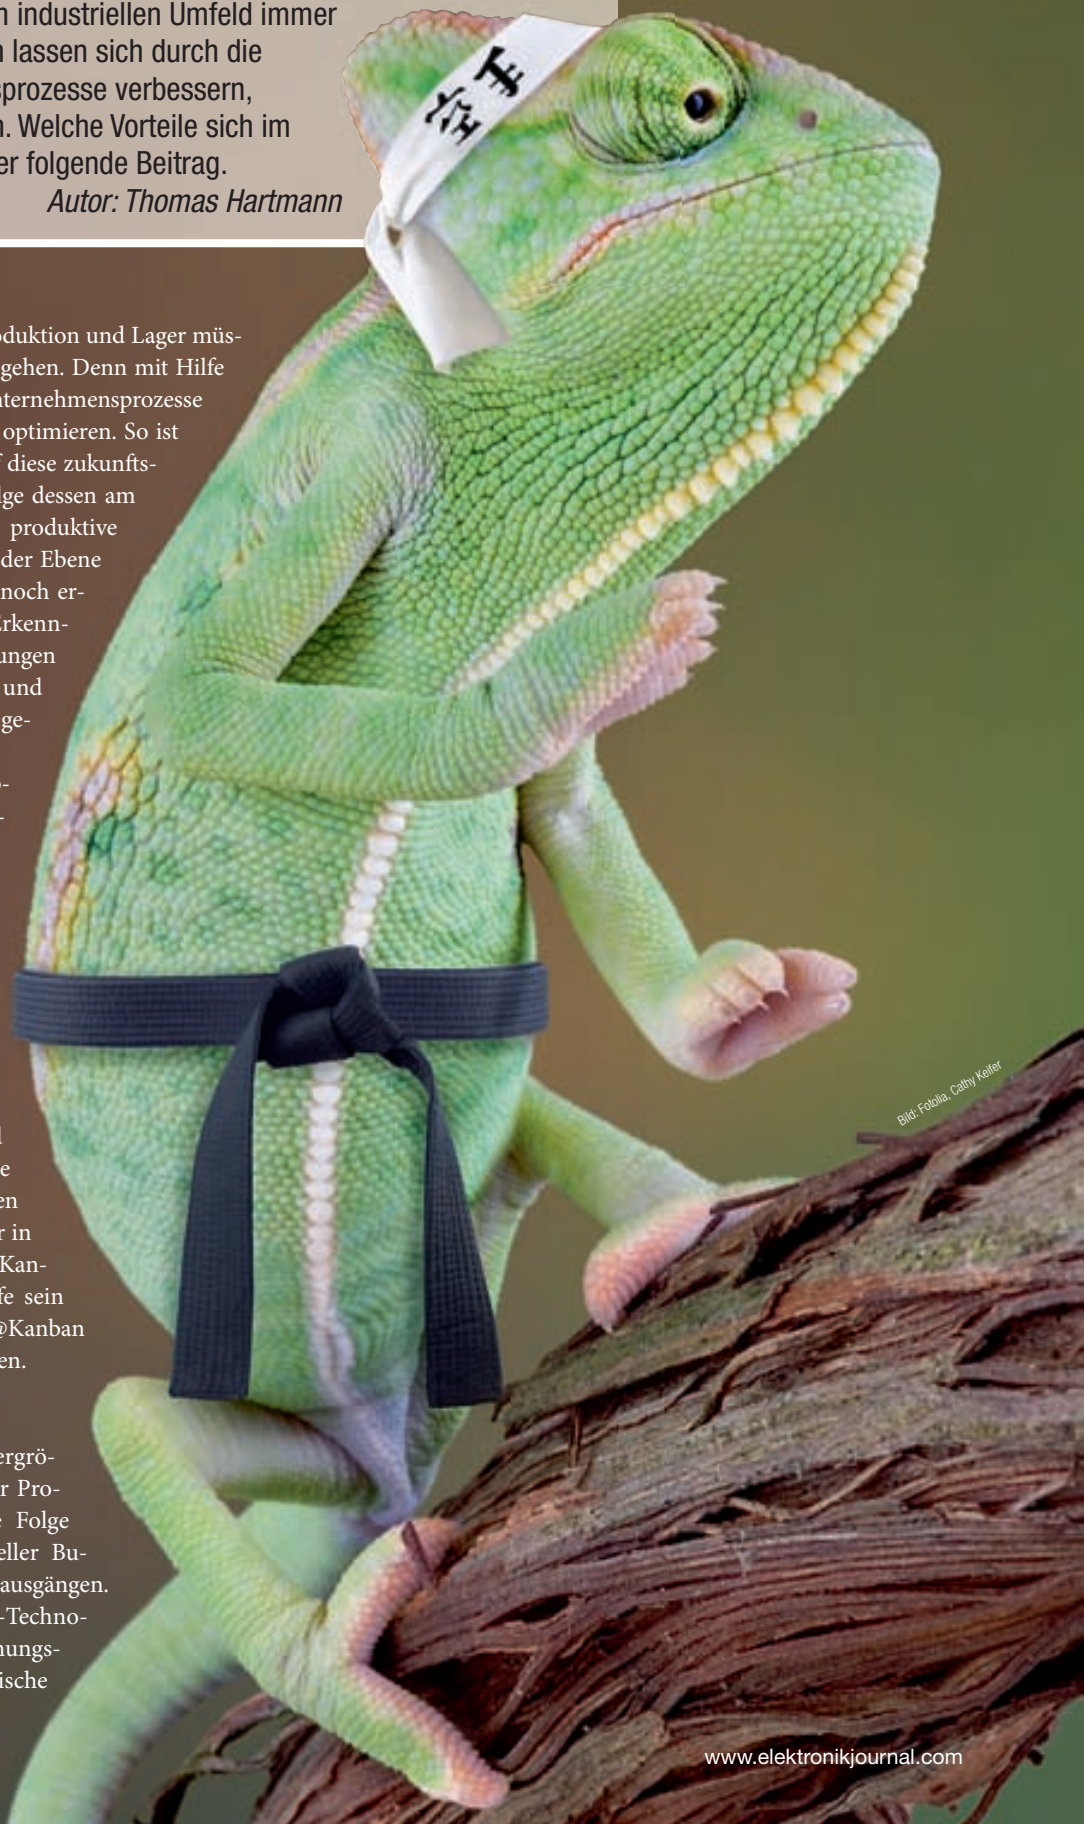 n industriellen Umfeld immer
n lassen sich durch die
sprozesse verbessern,
n. Welche Vorteile sich im
er folgende Beitrag.
Autor: Thomas Hartmann
空手
oduktion und Lager müs-
gehen. Denn mit Hilfe
nternehmensprozesse
optimieren. So ist
f diese zukunfts-
lge dessen am
produktive
der Ebene
noch er-
Erkenn-
ungen
und
ge-
o-
-
l
e
en
r in
Kan-
fe sein
@Kanban
en.
ergrö-
r Pro-
e Folge
eller Bu-
ausgängen.
-Techno-
nungs-
ische
Bild: Fotolia, Cathy Keifer
www.elektronikjournal.com